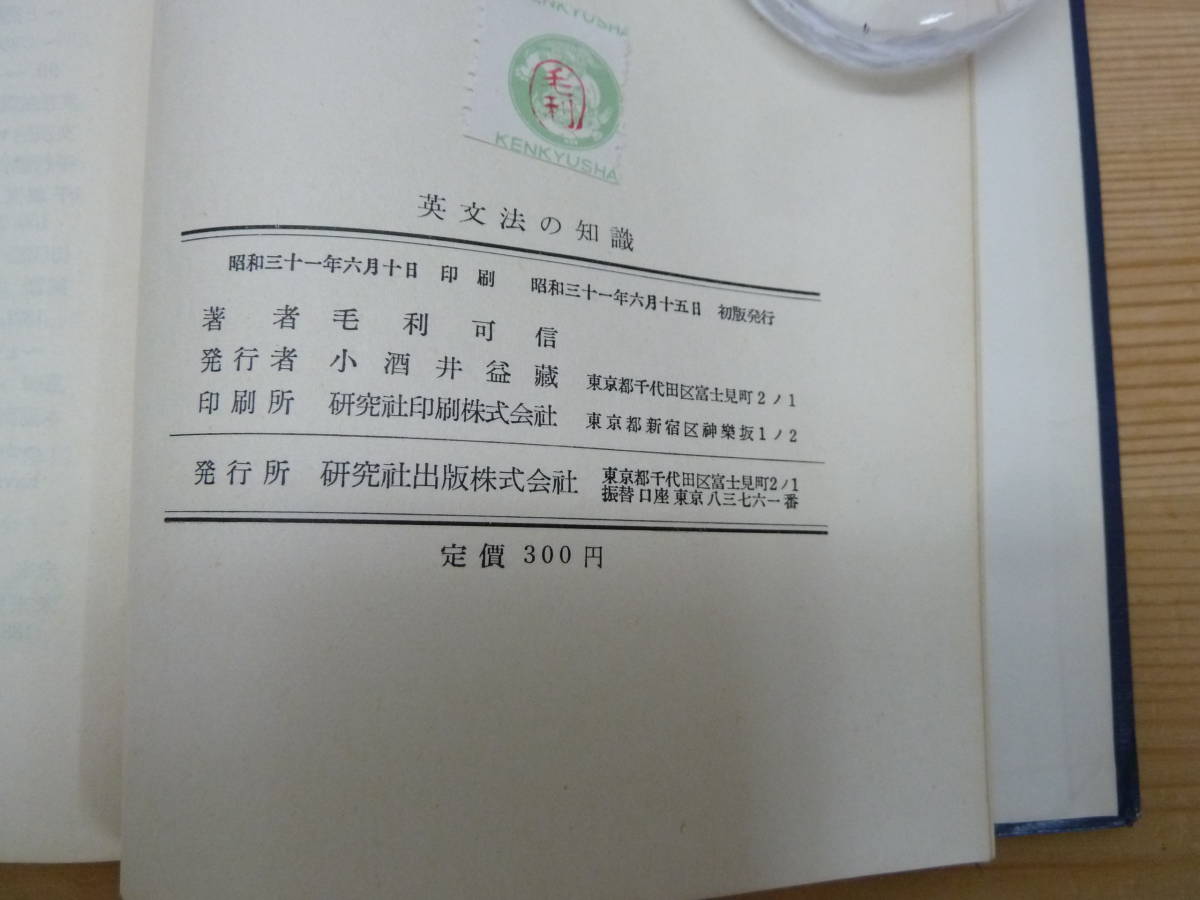 KENKYUSHA
毛利
KENKYUSHA
英文法の知識
昭和三十一年六月十日 印刷 昭和三十一年六月十五日 初版発行
著者 毛利可信
発行者 小酒井益藏 東京都千代田区富士見町2ノ1
印刷所 研究社印刷株式会社 東京都新宿区神樂坂1ノ2
発行所 研究社出版株式会社 東京都千代田区富士見町2ノ1
振替口座東京八三七六一番
定價 300円